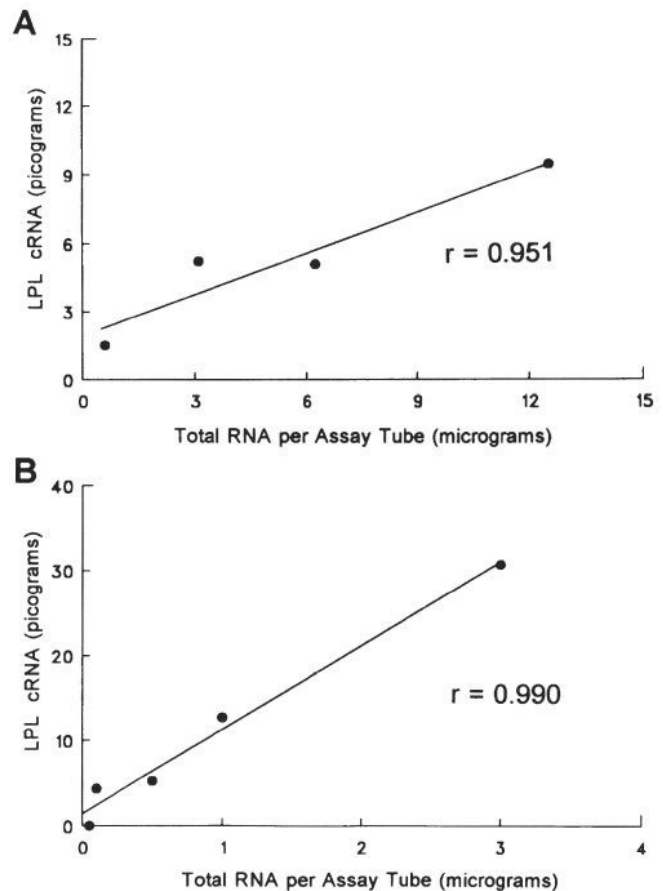 A
15
12
9
6
3
0
LPL cRNA (picograms)
r = 0.951
0 3 6 9 12 15
Total RNA per Assay Tube (micrograms)
B
40
30
20
10
0
LPL cRNA (picograms)
r = 0.990
0 1 2 3 4
Total RNA per Assay Tube (micrograms)